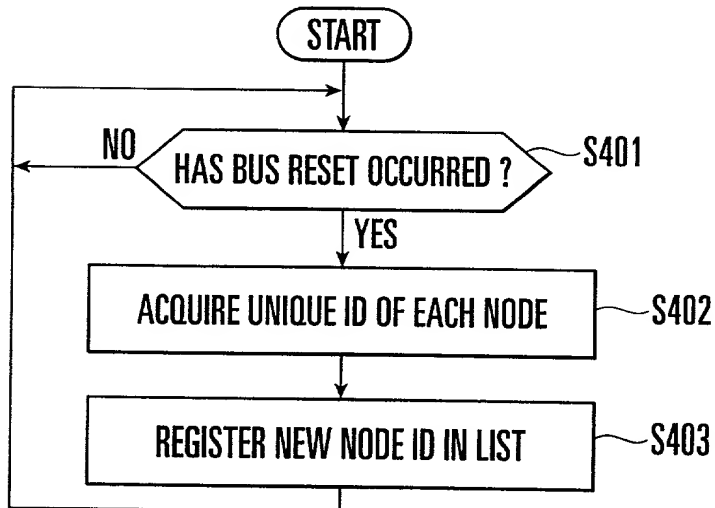 START
NO
HAS BUS RESET OCCURRED ?
S401
YES
ACQUIRE UNIQUE ID OF EACH NODE
S402
REGISTER NEW NODE ID IN LIST
S403